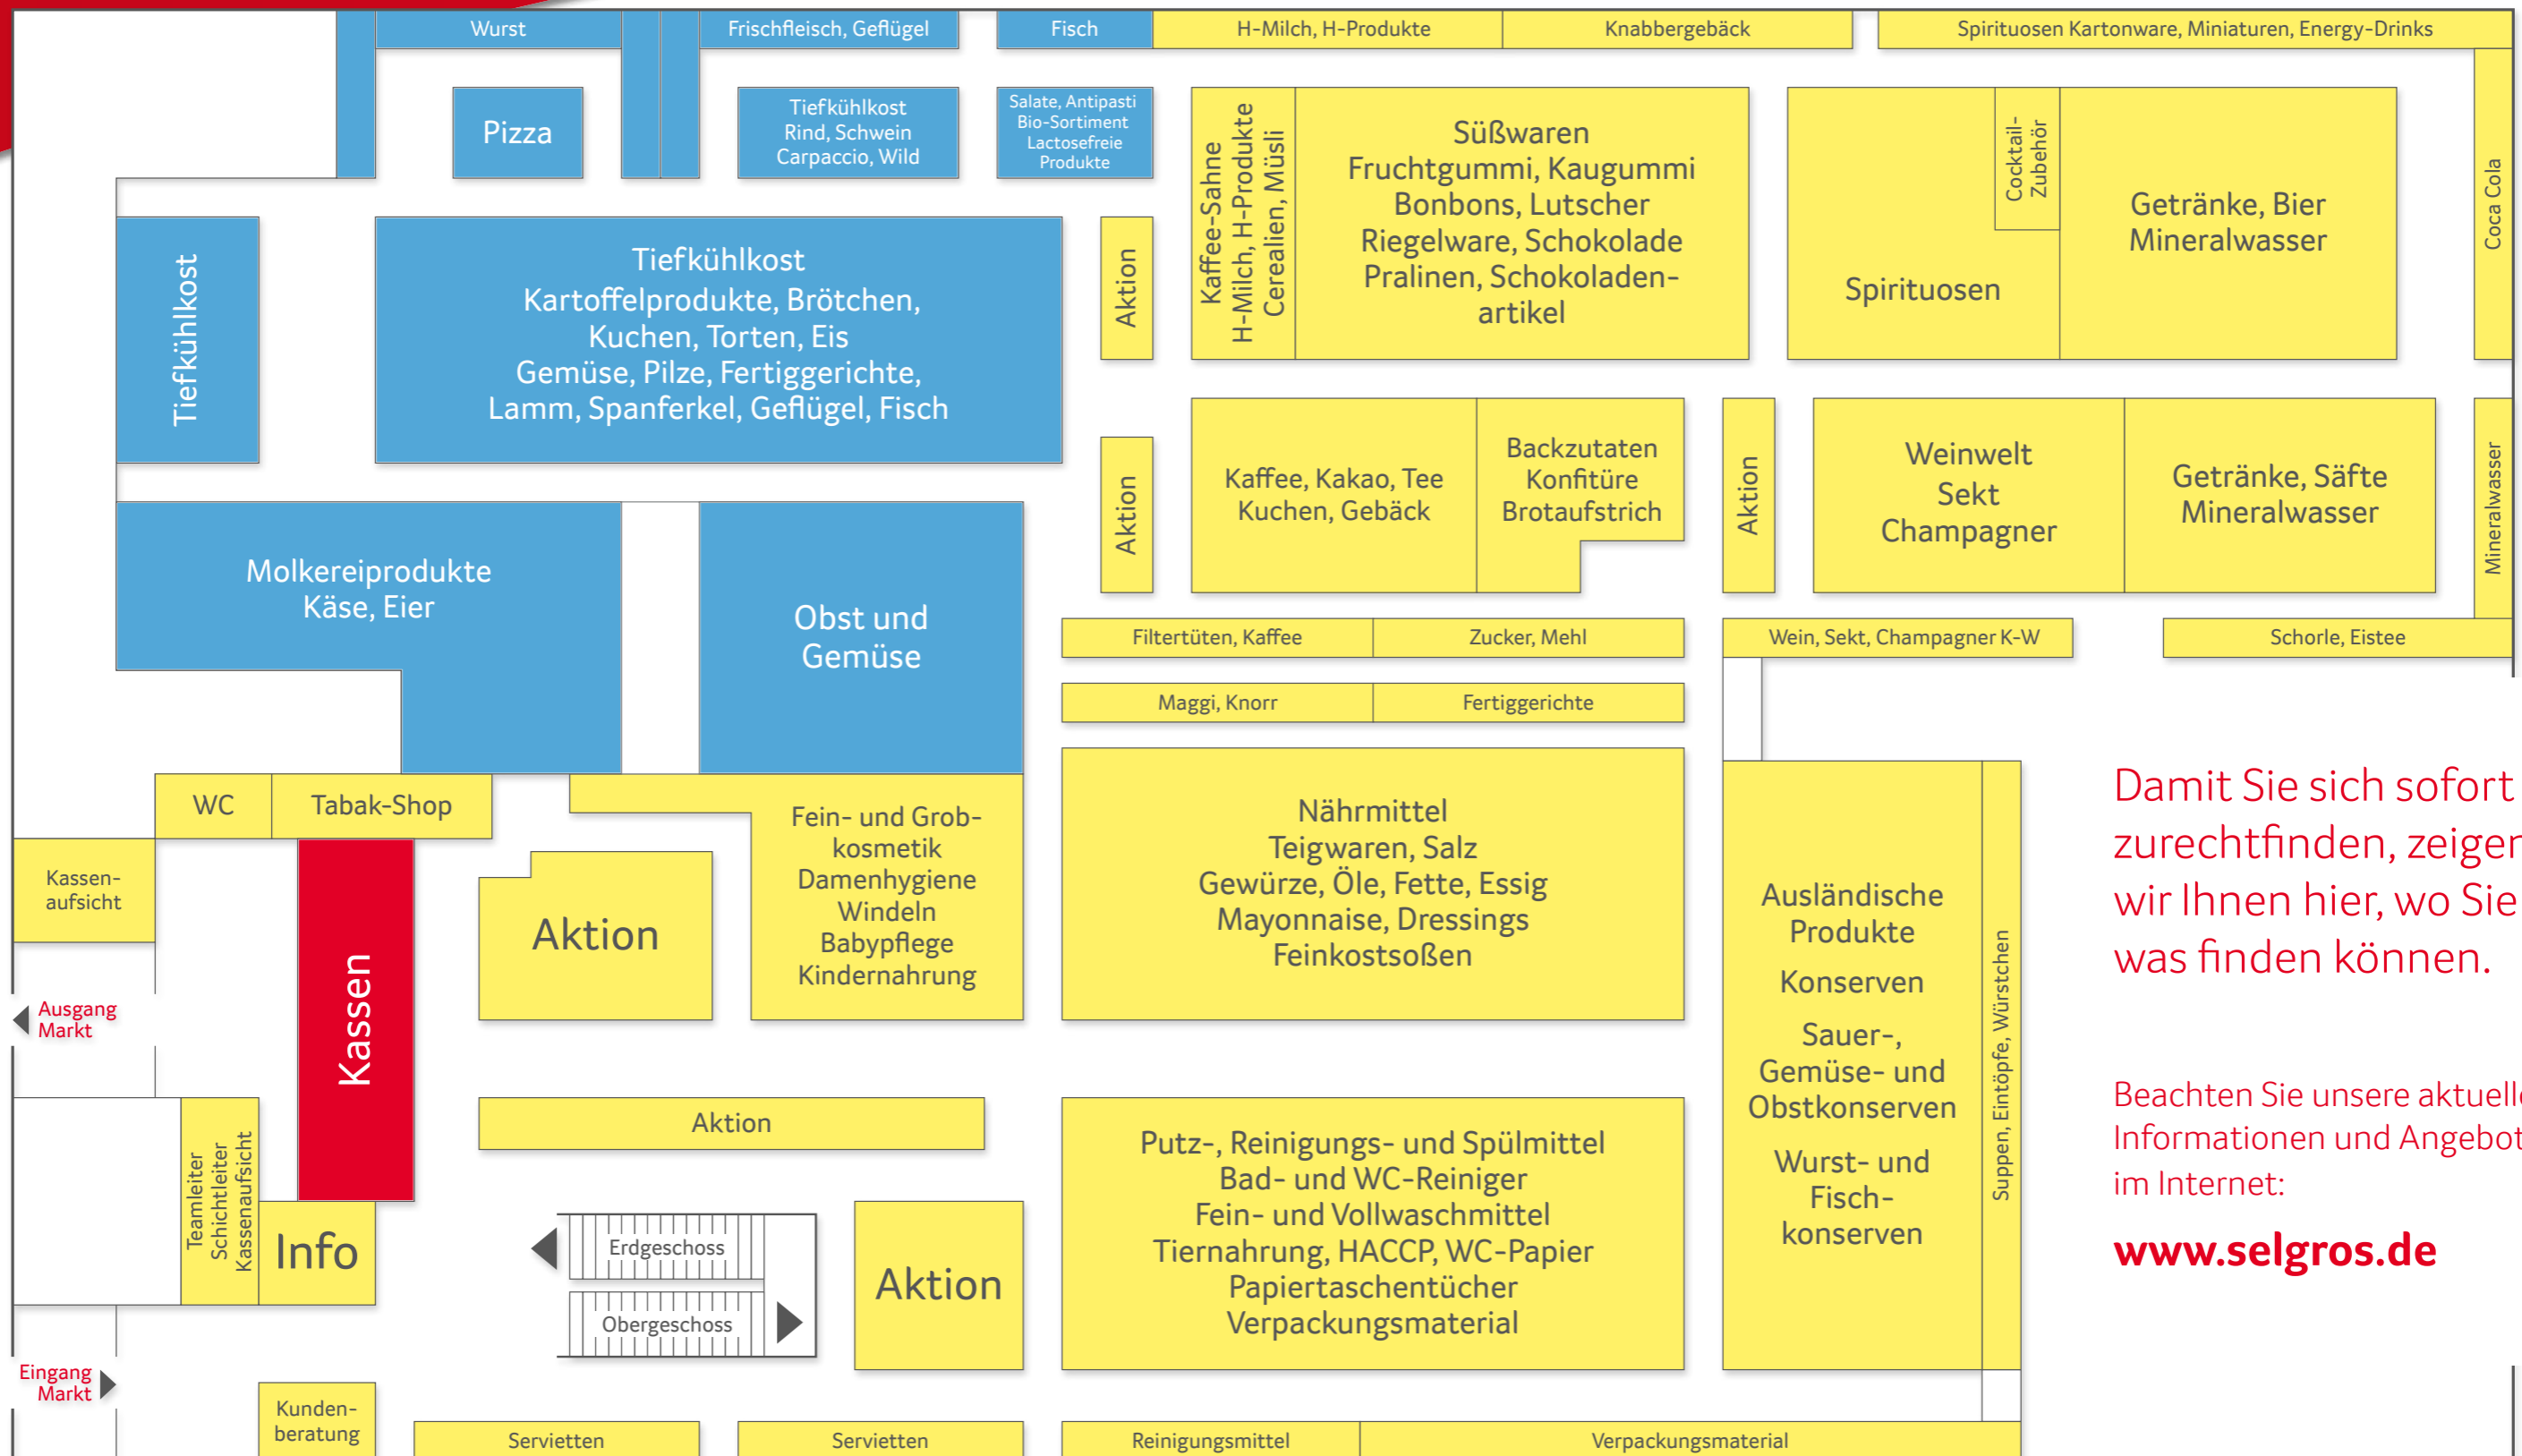 Wurst
Frischfleisch, Geflügel
Fisch
H-Milch, H-Produkte
Knabbergebäck
Spirituosen Kartonware, Miniaturen, Energy-Drinks
Pizza
Tiefkühlkost
Rind, Schwein
Carpaccio, Wild
Salate, Antipasti
Bio-Sortiment
Lactosefreie
Produkte
Kaffee-Sahne
H-Milch, H-Produkte
Cerealien, Müsli
Süßwaren
Fruchtgummi, Kaugummi
Bonbons, Lutscher
Riegelware, Schokolade
Pralinen, Schokoladen-
artikel
Spirituosen
Cocktail-
Zubehör
Getränke, Bier
Mineralwasser
Coca Cola
Tiefkühlkost
Tiefkühlkost
Kartoffelprodukte, Brötchen,
Kuchen, Torten, Eis
Gemüse, Pilze, Fertiggerichte,
Lamm, Spanferkel, Geflügel, Fisch
Aktion
Aktion
Kaffee, Kakao, Tee
Kuchen, Gebäck
Backzutaten
Konfitüre
Brotaufstrich
Aktion
Weinwelt
Sekt
Champagner
Getränke, Säfte
Mineralwasser
Mineralwasser
Molkereiprodukte
Käse, Eier
Obst und
Gemüse
Filtertüten, Kaffee
Zucker, Mehl
Wein, Sekt, Champagner K-W
Schorle, Eistee
Maggi, Knorr
Fertiggerichte
WC
Tabak-Shop
Kassen-
aufsicht
Kassen
Aktion
Fein- und Grob-
kosmetik
Damenhygiene
Windeln
Babypflege
Kindernahrung
Nährmittel
Teigwaren, Salz
Gewürze, Öle, Fette, Essig
Mayonnaise, Dressings
Feinkostsoßen
Ausländische
Produkte
Konserven
Sauer-,
Gemüse- und
Obstkonserven
Wurst- und
Fisch-
konserven
Suppen, Eintöpfe, Würstchen
Damit Sie sich sofort
zurechtfinden, zeigen
wir Ihnen hier, wo Sie
was finden können.
Beachten Sie unsere aktuelle
Informationen und Angebot
im Internet:
www.selgros.de
Ausgang
Markt
Teamleiter
Schichtleiter
Kassenaufsicht
Info
Aktion
Erdgeschoss
Obergeschoss
Aktion
Putz-, Reinigungs- und Spülmittel
Bad- und WC-Reiniger
Fein- und Vollwaschmittel
Tiernahrung, HACCP, WC-Papier
Papiertaschentücher
Verpackungsmaterial
Eingang
Markt
Kunden-
beratung
Servietten
Servietten
Reinigungsmittel
Verpackungsmaterial